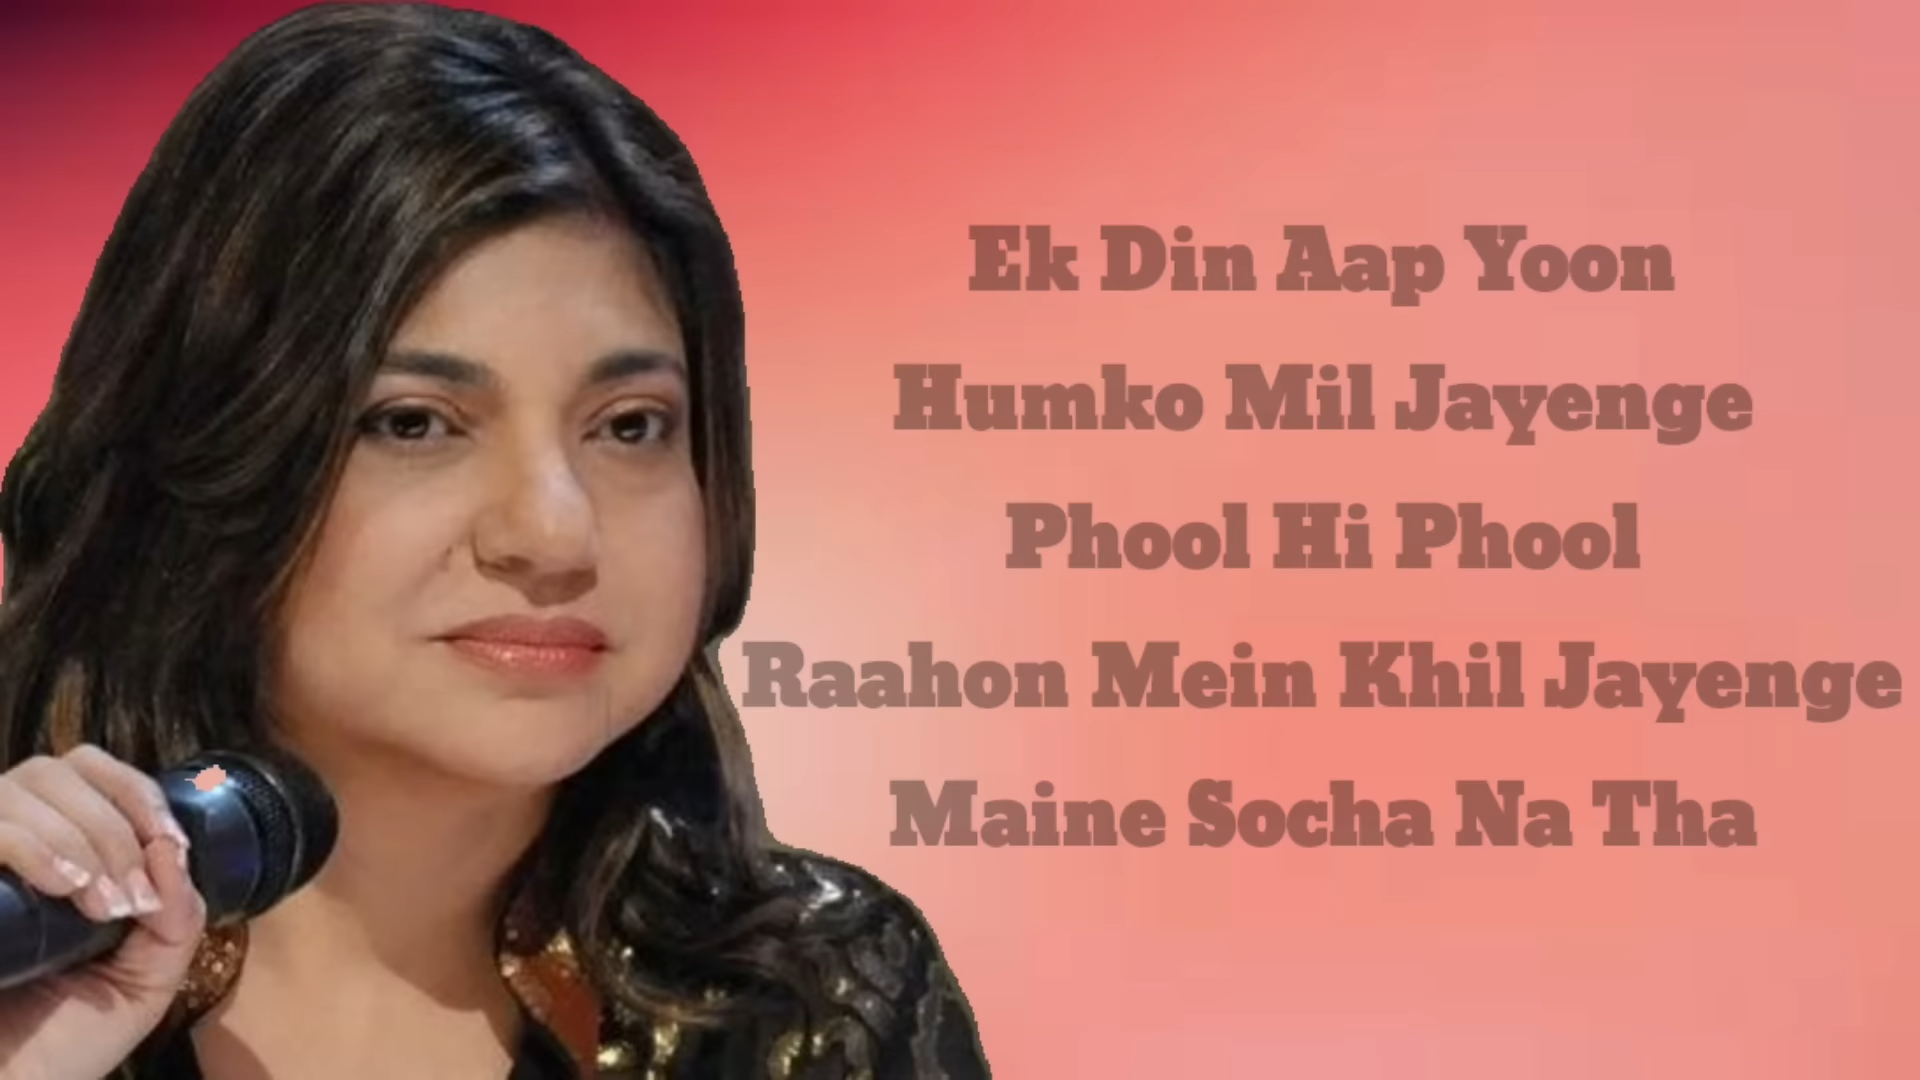 Ek Din Aap Yoon
Humko Mil Jayenge
Phool Hi Phool
Raahon Mein Khil Jayenge
Maine Socha Na Tha